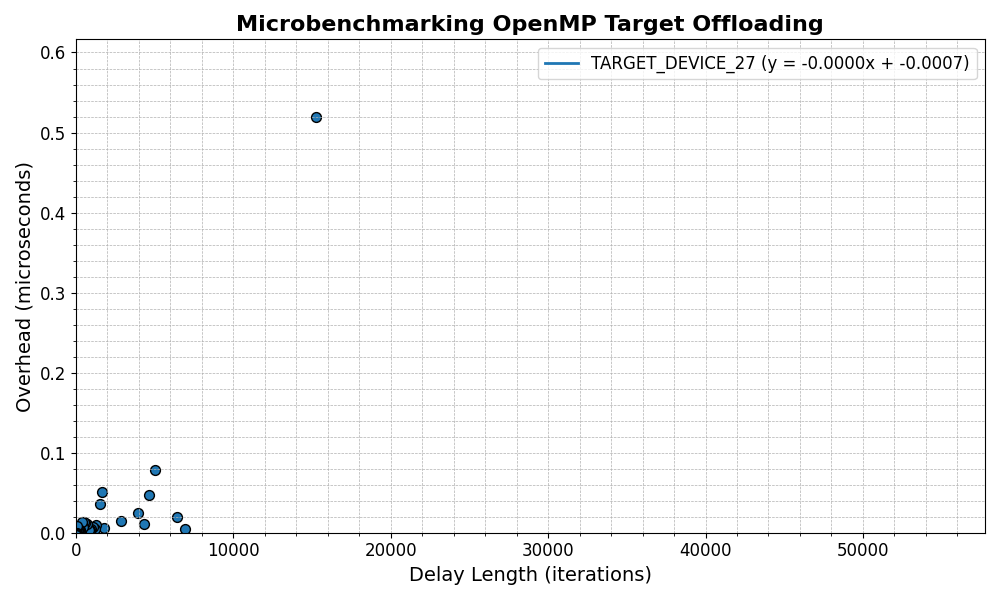 Microbenchmarking OpenMP Target Offloading
TARGET_DEVICE_27 (y = -0.0000x + -0.0007)
Overhead (microseconds)
0.6
0.5
0.4
0.3
0.2
0.1
0.0
0 10000 20000 30000 40000 50000
Delay Length (iterations)